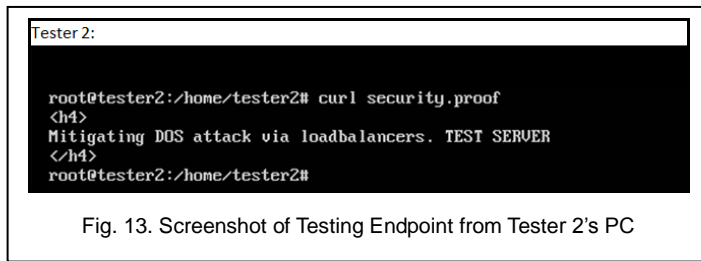 Tester 2:
root@tester2:/home/tester2# curl security.proof
<h4>
Mitigating DOS attack via loadbalancers. TEST SERVER
</h4>
root@tester2:/home/tester2#
Fig. 13. Screenshot of Testing Endpoint from Tester 2’s PC